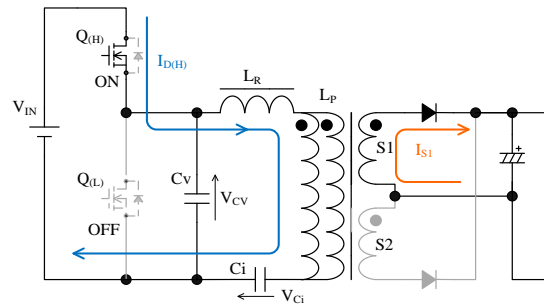 Q(H)
ID(H)
ON
LR
LP
VIN
S1
IS1
+
Q(L)
Cv
VCV
OFF
S2
Ci
VCi